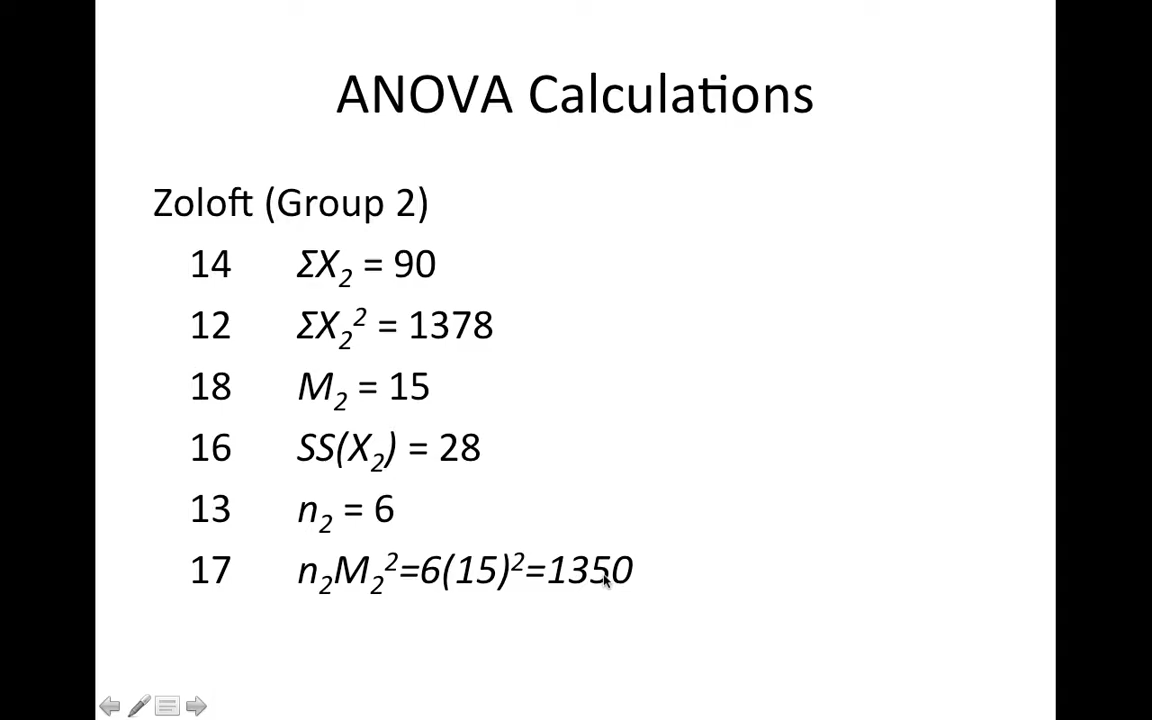 ANOVA Calculations
Zoloft (Group 2)
14 ΣX₂ = 90
12 ΣX₂² = 1378
18 M₂ = 15
16 SS(X₂) = 28
13 n₂ = 6
17 n₂M₂²=6(15)²=1350